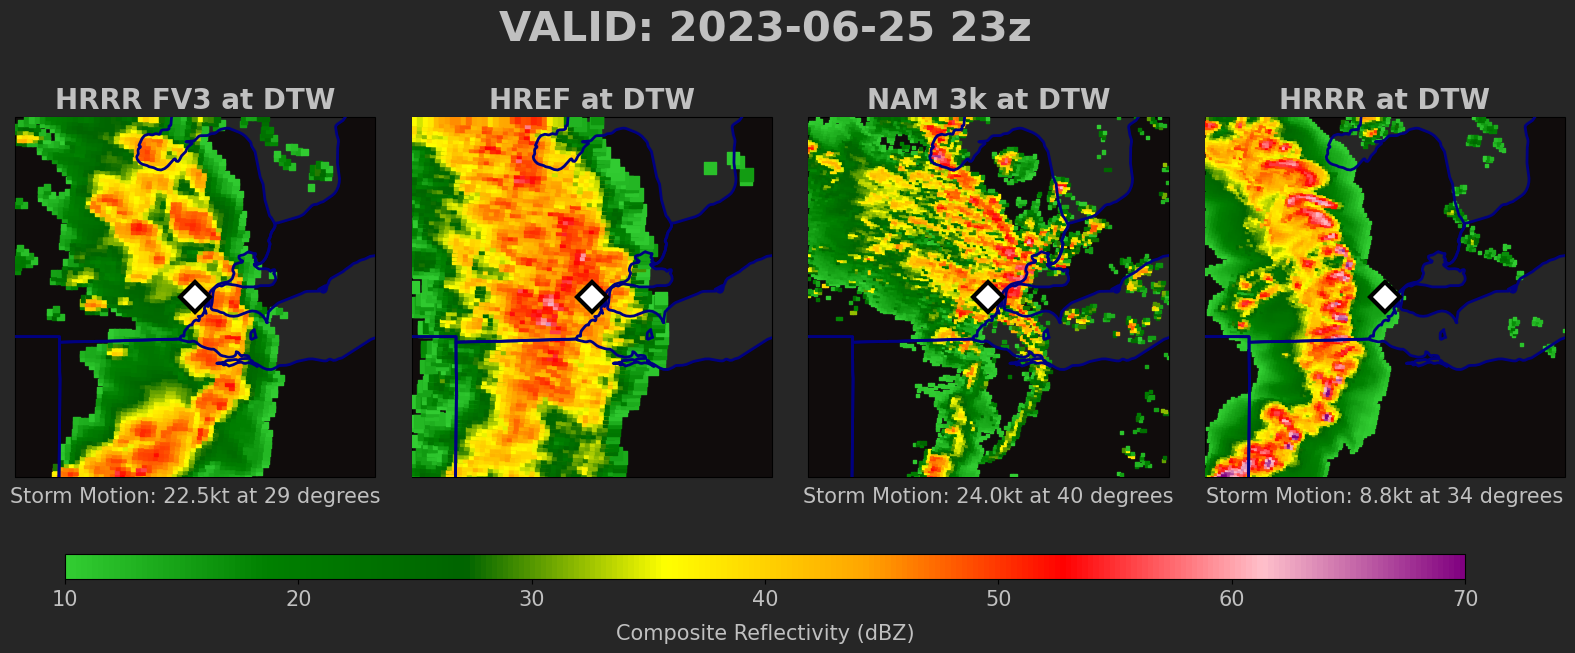 VALID: 2023-06-25 23z
HRRR FV3 at DTW
HREF at DTW
NAM 3k at DTW
HRRR at DTW
Storm Motion: 22.5kt at 29 degrees
Storm Motion: 24.0kt at 40 degrees
Storm Motion: 8.8kt at 34 degrees
10 20 30 40 50 60 70
Composite Reflectivity (dBZ)